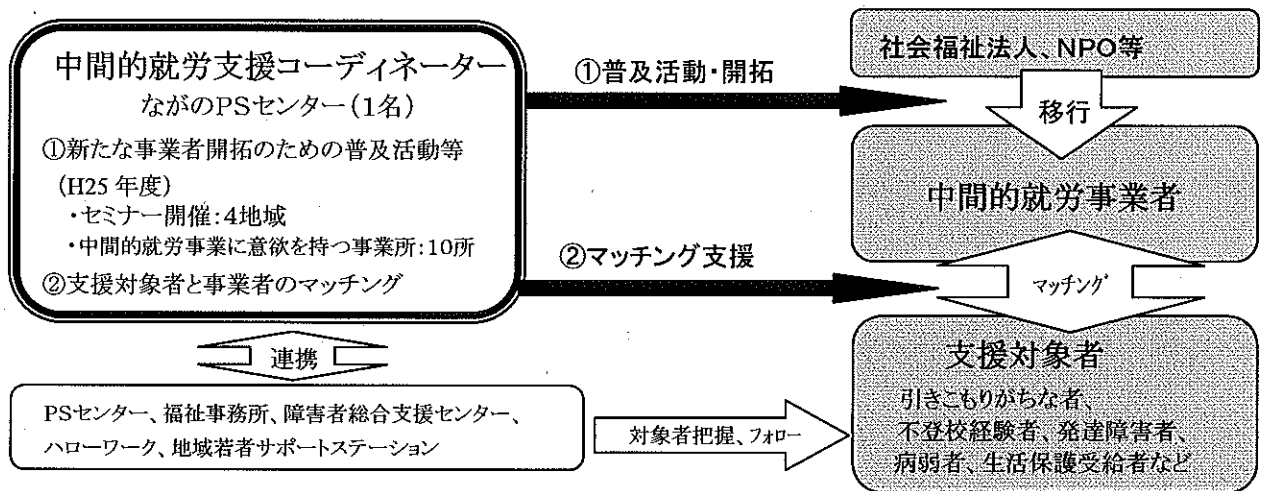 中間的就労支援コーディネーター
ながのPSセンター(1名)
①新たな事業者開拓のための普及活動等
(H25年度)
・セミナー開催:4地域
・中間的就労事業に意欲を持つ事業所:10所
②支援対象者と事業者のマッチング
①普及活動・開拓
②マッチング支援
社会福祉法人、NPO等
移行
中間的就労事業者
マッチング
支援対象者
引きこもりがちな者、
不登校経験者、発達障害者、
病弱者、生活保護受給者など
連携
PSセンター、福祉事務所、障害者総合支援センター、
ハローワーク、地域若者サポートステーション
対象者把握、フォロー